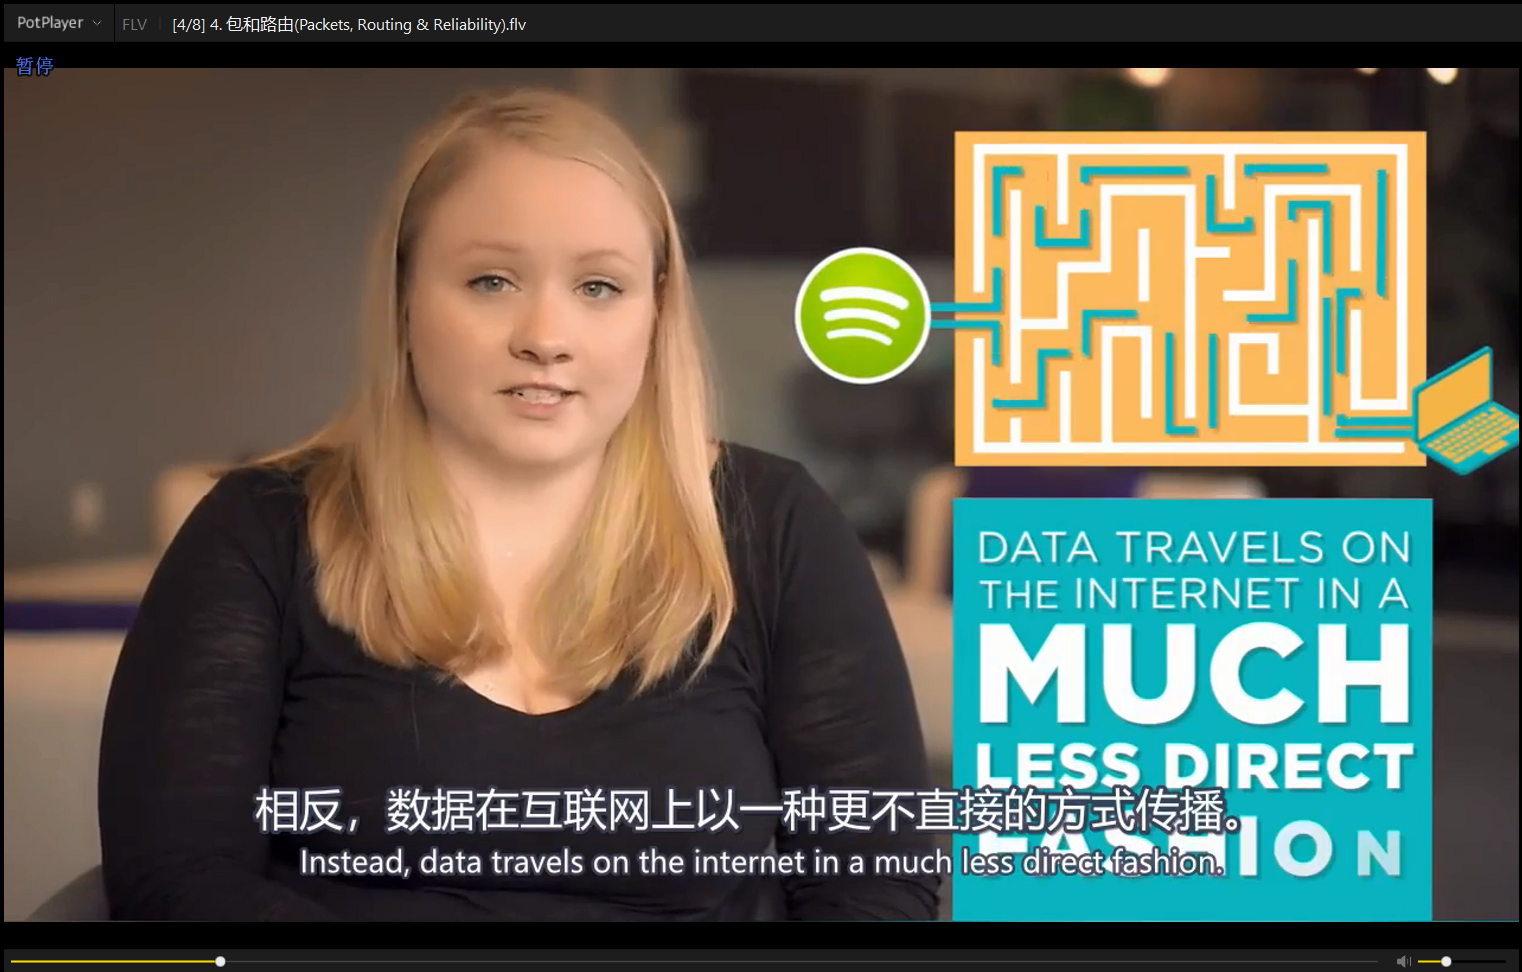 PotPlayer
FLV
[4/8] 4. 包和路由(Packets, Routing & Reliability).flv
暂停
DATA TRAVELS ON
THE INTERNET IN A
MUCH
LESS DIRECT
FASHION
相反，数据在互联网上以一种更不直接的方式传播。
Instead, data travels on the internet in a much less direct fashion.